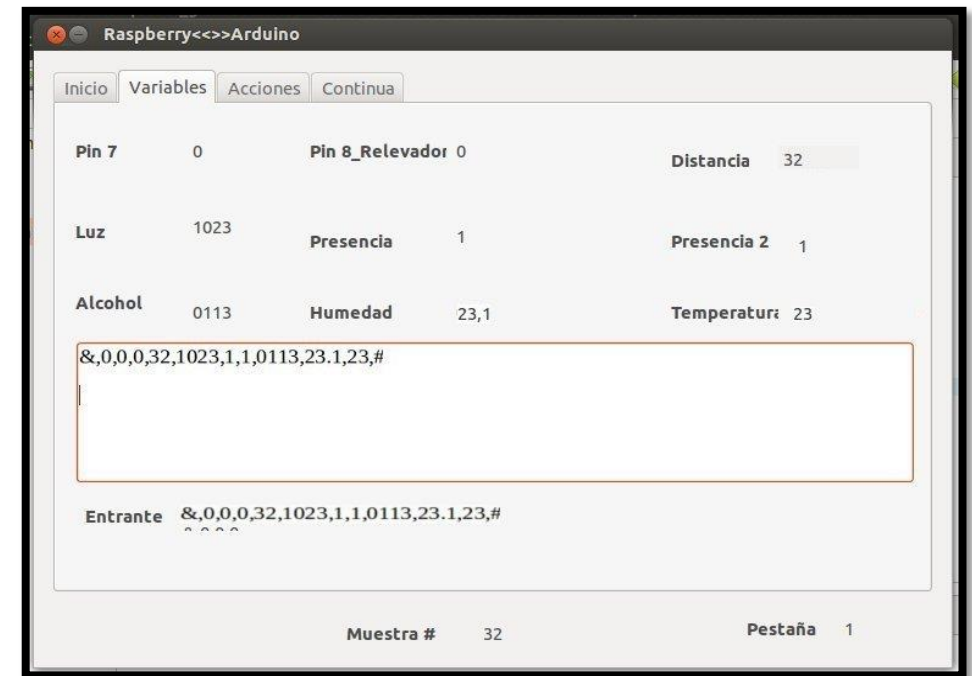 Raspberry<<>>Arduino
Inicio Variables Acciones Continua
Pin 7 0 Pin 8_Relevador 0 Distancia 32
Luz 1023 Presencia 1 Presencia 2 1
Alcohol 0113 Humedad 23,1 Temperatura 23
&,0,0,0,32,1023,1,1,0113,23.1,23,#
Entrante &,0,0,0,32,1023,1,1,0113,23.1,23,#
Muestra # 32 Pestaña 1